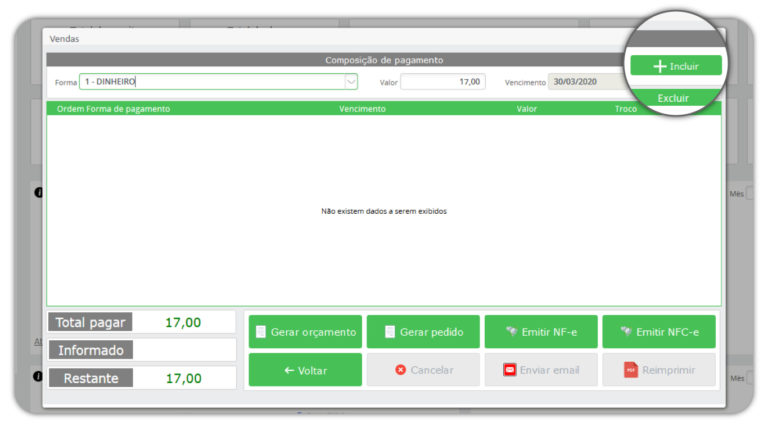 Vendas
Composição de pagamento
Forma 1 - DINHEIRO Valor 17,00 Vencimento 30/03/2020
Incluir
Excluir
Ordem Forma de pagamento Vencimento Valor Troco
Mês
Não existem dados a serem exibidos
Total pagar 17,00
Informado
Restante 17,00
Gerar orçamento Gerar pedido Emitir NF-e Emitir NFC-e
Voltar Cancelar Enviar email Reimprimir
Mês